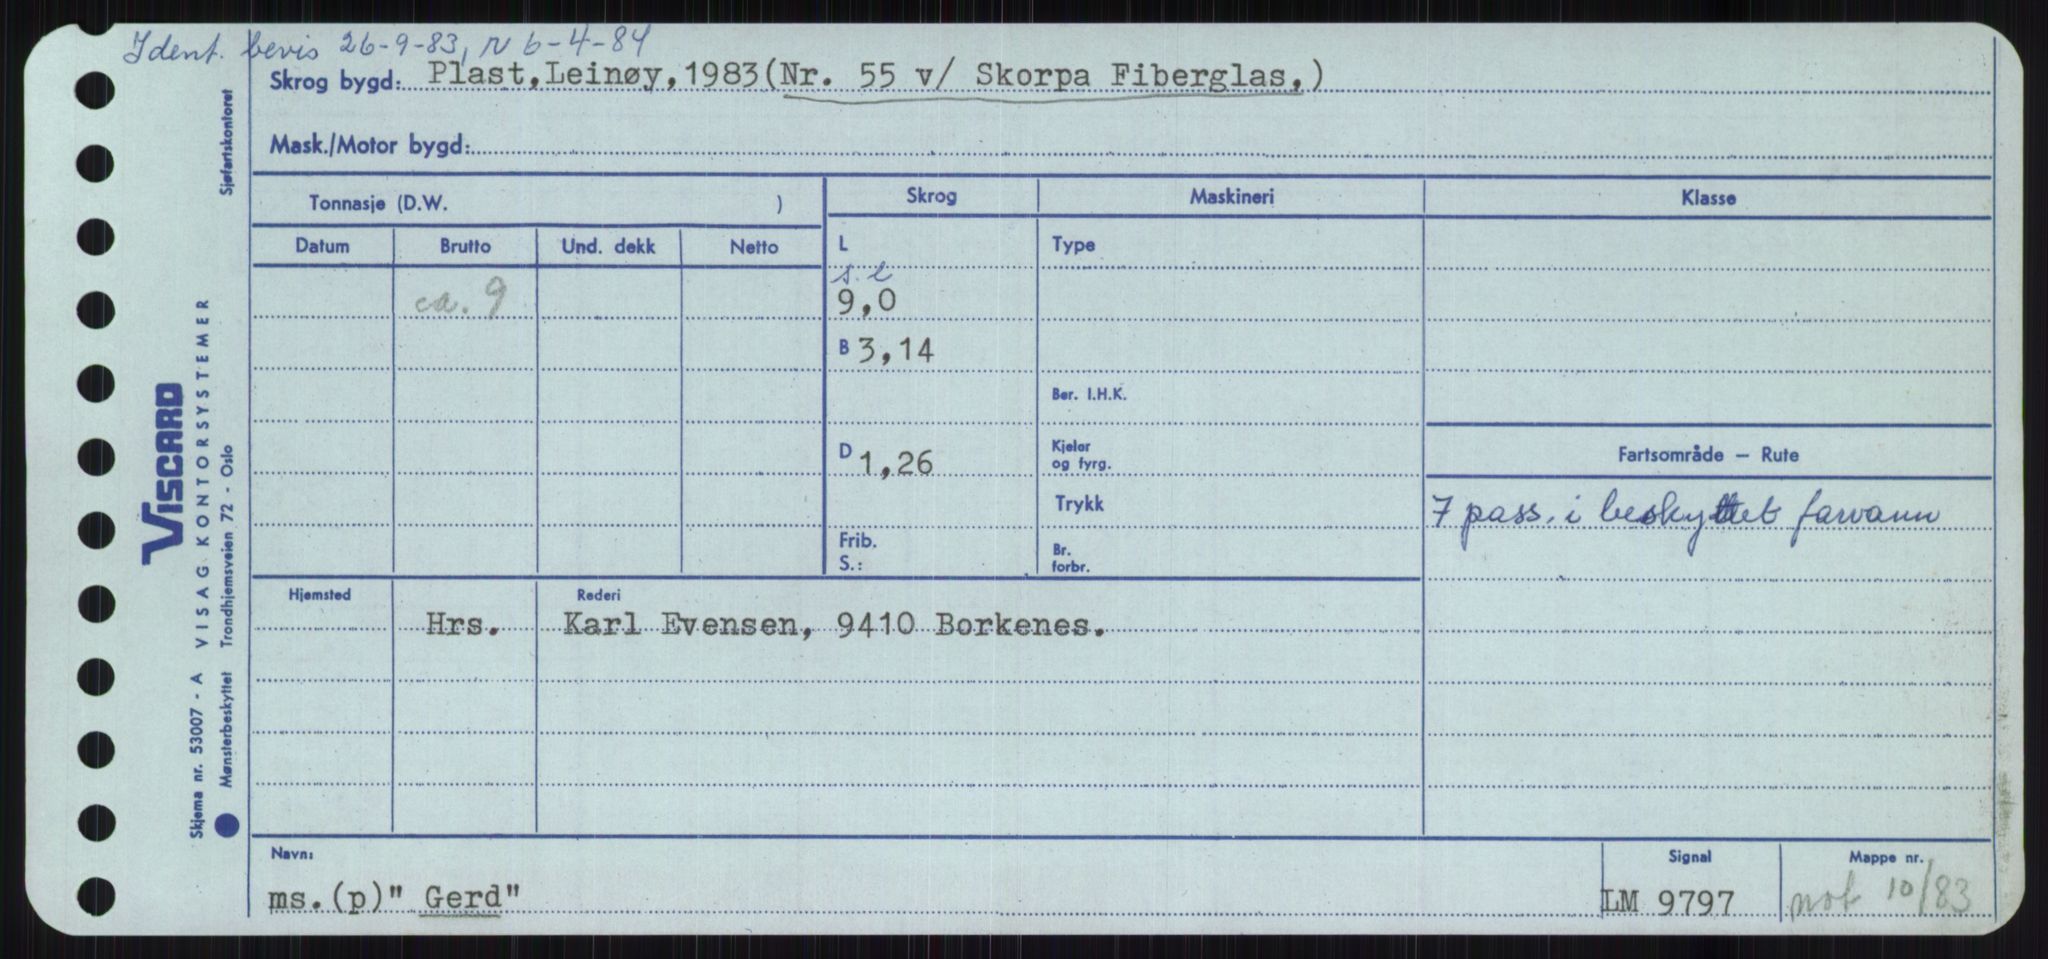 Ident. bevis 26-9-83, N 6-4-84
Skrog bygd: Plast, Leinøy, 1983 (Nr. 55 v/ Skorpa Fiberglas,)
Mask./Motor bygd:
Tonnasje (D.W. )
Skrog
Maskineri
Klasse
Datum
Brutto
Und. dekk
Netto
L
Type
s.l
ca. 9
9,0
B 3,14
Ber. I.H.K.
D 1,26
Kjeler
og fyrg.
Fartsområde – Rute
Trykk
7 pass. i beskyttet farvann
Frib.
S.:
Br.
forbr.
Hjemsted
Rederi
Hrs.
Karl Evensen, 9410 Borkenes.
Navn:
ms.(p)" Gerd"
Signal
LM 9797
Mappe nr.
not 10/83
Skjema nr. 53007 - A VISAG KONTORSYSTEMER
VISCARD
Mønsterbeskyttet Trondhjemsveien 72 - Oslo
Sjøfartskontoret